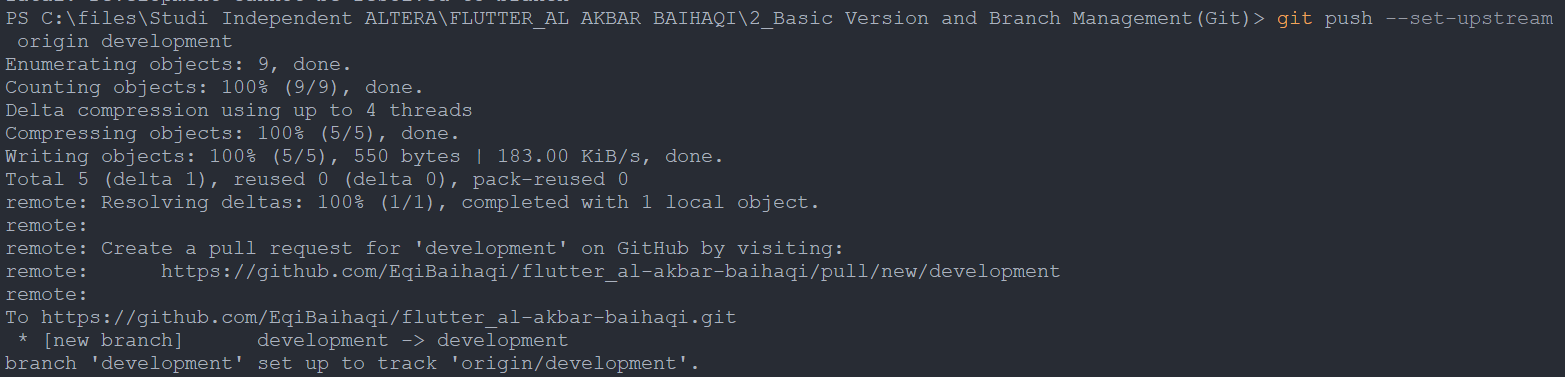 PS C:\files\Studi Independent ALTERA\FLUTTER_AL AKBAR BAIHAQI\2_Basic Version and Branch Management(Git)> git push --set-upstream
 origin development
Enumerating objects: 9, done.
Counting objects: 100% (9/9), done.
Delta compression using up to 4 threads
Compressing objects: 100% (5/5), done.
Writing objects: 100% (5/5), 550 bytes | 183.00 KiB/s, done.
Total 5 (delta 1), reused 0 (delta 0), pack-reused 0
remote: Resolving deltas: 100% (1/1), completed with 1 local object.
remote:
remote: Create a pull request for 'development' on GitHub by visiting:
remote:      https://github.com/EqiBaihaqi/flutter_al-akbar-baihaqi/pull/new/development
remote:
To https://github.com/EqiBaihaqi/flutter_al-akbar-baihaqi.git
 * [new branch]      development -> development
branch 'development' set up to track 'origin/development'.